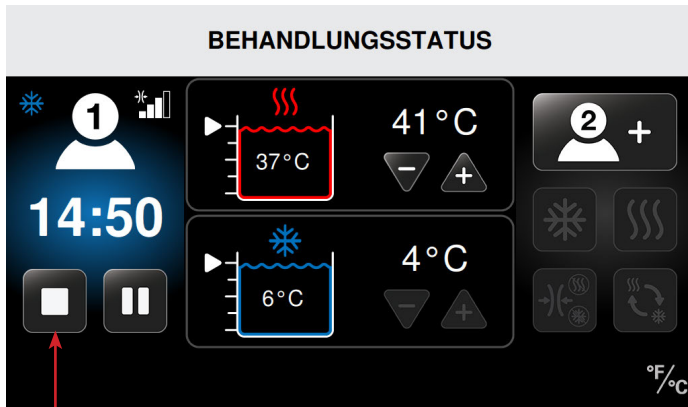 BEHANDLUNGSSTATUS
1
14:50
37°C
41°C
6°C
4°C
2 +
°F/°C